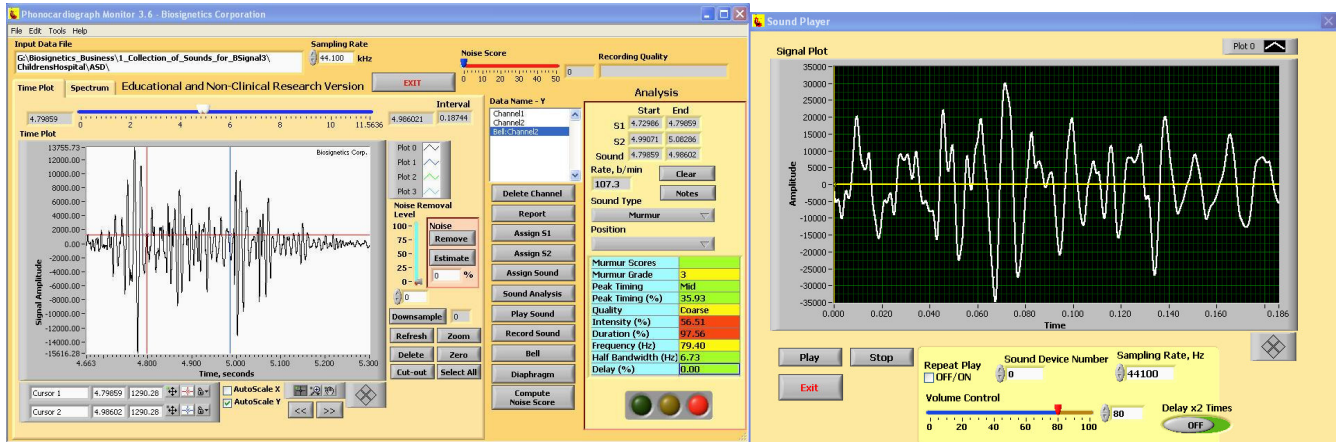 Phonocardiograph Monitor 3.6 - Biosignetics Corporation
File Edit Tools Help
Input Data File
G:\Biosignetics_Business\1_Collection_of_Sounds_for_BSignal3\
ChildrensHospital\ASD\
Sampling Rate
44.100 kHz
EXIT
Noise Score
0 10 20 30 40 50
0
Recording Quality
Time Plot
Spectrum
Educational and Non-Clinical Research Version
4.79859
0 2 4 6 8 10 11.5636
4.986021
Interval
0.18744
Time Plot
Biosignetics Corp.
13755.73
12000.00
10000.00
8000.00
6000.00
4000.00
2000.00
0.00
-2000.00
-4000.00
-6000.00
-8000.00
-10000.00
-12000.00
-14000.00
-15616.28
Signal Amplitude
4.663 4.800 5.000 5.300
Time, seconds
Plot 0
Plot 1
Plot 2
Plot 3
Noise Removal
Level
100
75
50
25
0
0
Noise
Remove
Estimate
0 %
Downsample 0
Refresh Zoom
Delete Zero
Cut-out Select All
Cursor 1 4.79859 1290.28
Cursor 2 4.98602 1290.28
AutoScale X
AutoScale Y
<< >>
Data Name - Y
Channel1
Channel2
Bell:Channel2
Delete Channel
Report
Assign S1
Assign S2
Assign Sound
Sound Analysis
Play Sound
Record Sound
Bell
Diaphragm
Compute
Noise Score
Analysis
Start End
S1 4.72986 4.79859
S2 4.99071 5.08286
Sound 4.79859 4.98602
Rate, b/min
107.3
Clear
Notes
Sound Type
Murmur
Position
Murmur Scores
Murmur Grade 3
Peak Timing Mid
Peak Timing (%) 35.93
Quality Coarse
Intensity (%) 56.51
Duration (%) 97.56
Frequency (Hz) 79.40
Half Bandwidth (Hz) 6.73
Delay (%) 0.00
Sound Player
Signal Plot
Plot 0
35000
30000
25000
20000
15000
10000
5000
0
-5000
-10000
-15000
-20000
-25000
-30000
-35000
Amplitude
0.000 0.020 0.040 0.060 0.080 0.100 0.120 0.140 0.160 0.186
Time
Play
Stop
Exit
Repeat Play
OFF/ON
Sound Device Number
0
Sampling Rate, Hz
44100
Volume Control
0 20 40 60 80 100
80
Delay x2 Times
OFF